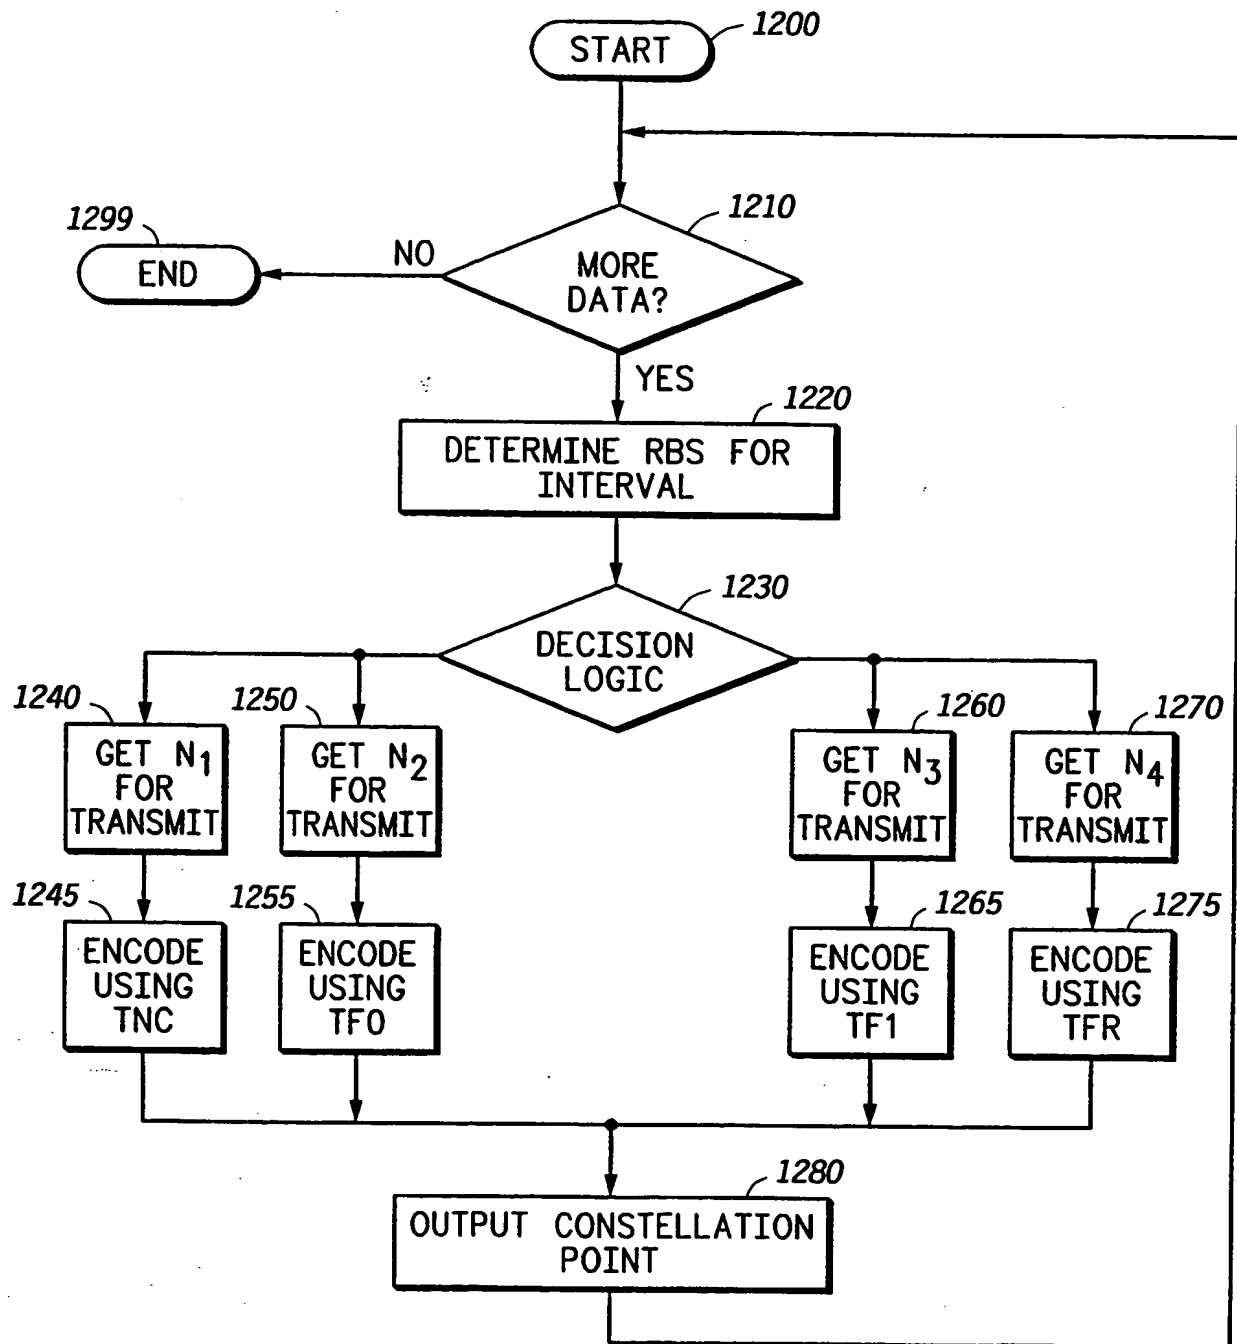 START
1200
1210
1299
END
NO
MORE
DATA?
YES
1220
DETERMINE RBS FOR
INTERVAL
1230
DECISION
LOGIC
1240
GET N1
FOR
TRANSMIT
1250
GET N2
FOR
TRANSMIT
1260
GET N3
FOR
TRANSMIT
1270
GET N4
FOR
TRANSMIT
1245
ENCODE
USING
TNC
1255
ENCODE
USING
TF0
1265
ENCODE
USING
TF1
1275
ENCODE
USING
TFR
1280
OUTPUT CONSTELLATION
POINT